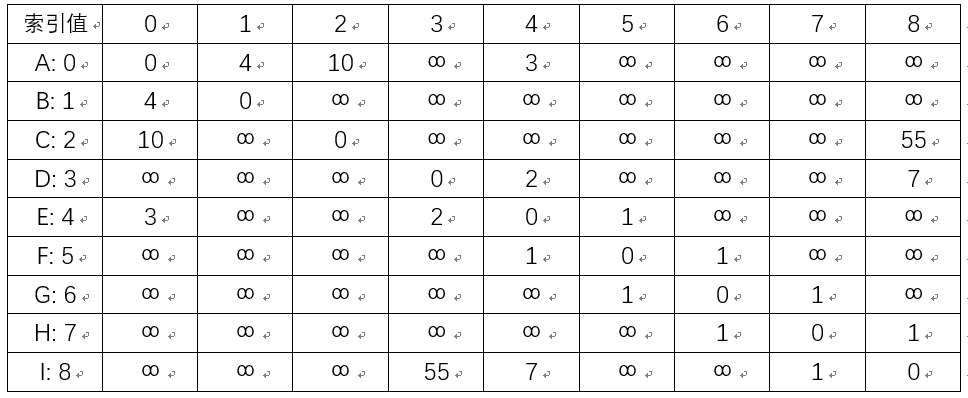 索引值 0 1 2 3 4 5 6 7 8
A: 0 0 4 10 ∞ 3 ∞ ∞ ∞ ∞
B: 1 4 0 ∞ ∞ ∞ ∞ ∞ ∞ ∞
C: 2 10 ∞ 0 ∞ ∞ ∞ ∞ ∞ 55
D: 3 ∞ ∞ ∞ 0 2 ∞ ∞ ∞ 7
E: 4 3 ∞ ∞ 2 0 1 ∞ ∞ ∞
F: 5 ∞ ∞ ∞ ∞ 1 0 1 ∞ ∞
G: 6 ∞ ∞ ∞ ∞ ∞ 1 0 1 ∞
H: 7 ∞ ∞ ∞ ∞ ∞ ∞ 1 0 1
I: 8 ∞ ∞ ∞ 55 7 ∞ ∞ 1 0